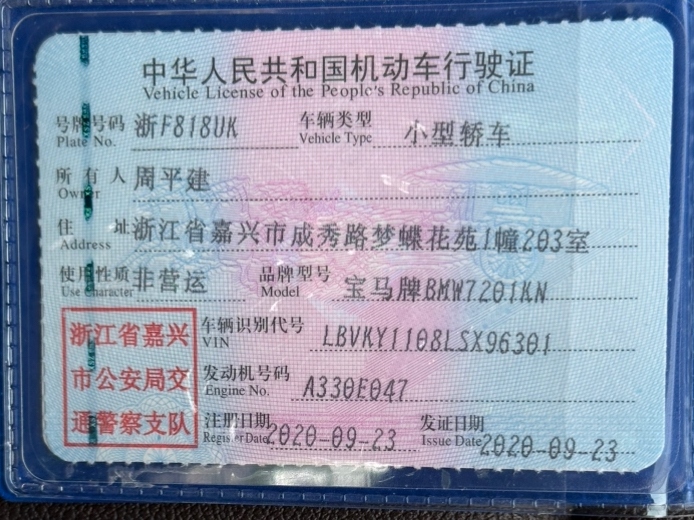 中华人民共和国机动车行驶证
Vehicle License of the People's Republic of China
号牌号码 浙F818UK 车辆类型 小型轿车
Plate No. Vehicle Type
所有人 周平建
Owner
住址 浙江省嘉兴市成秀路梦蝶花苑1幢203室
Address
使用性质 非营运 品牌型号 宝马牌BMW7201KN
Use Character Model
浙江省嘉兴
市公安局交
通警察支队
车辆识别代号 LBVKY1108LSX96301
VIN
发动机号码 A330E047
Engine No.
注册日期 2020-09-23 发证日期 2020-09-23
Register Date Issue Date